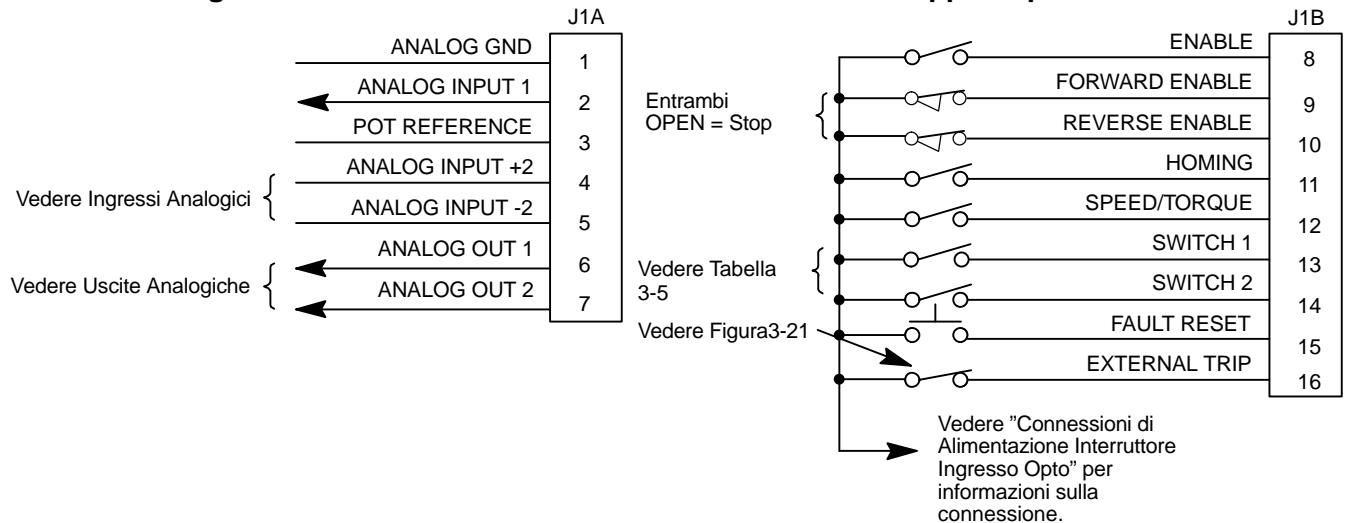 J1A
ANALOG GND
1
ANALOG INPUT 1
2
POT REFERENCE
3
ANALOG INPUT +2
4
Vedere Ingressi Analogici {
ANALOG INPUT -2
5
ANALOG OUT 1
6
Vedere Uscite Analogiche {
ANALOG OUT 2
7
J1B
ENABLE
8
FORWARD ENABLE
9
Entrambi
OPEN = Stop {
REVERSE ENABLE
10
HOMING
11
SPEED/TORQUE
12
SWITCH 1
13
Vedere Tabella {
3-5
SWITCH 2
14
Vedere Figura3-21
FAULT RESET
15
EXTERNAL TRIP
16
Vedere ”Connessioni di
Alimentazione Interruttore
Ingresso Opto” per
informazioni sulla
connessione.